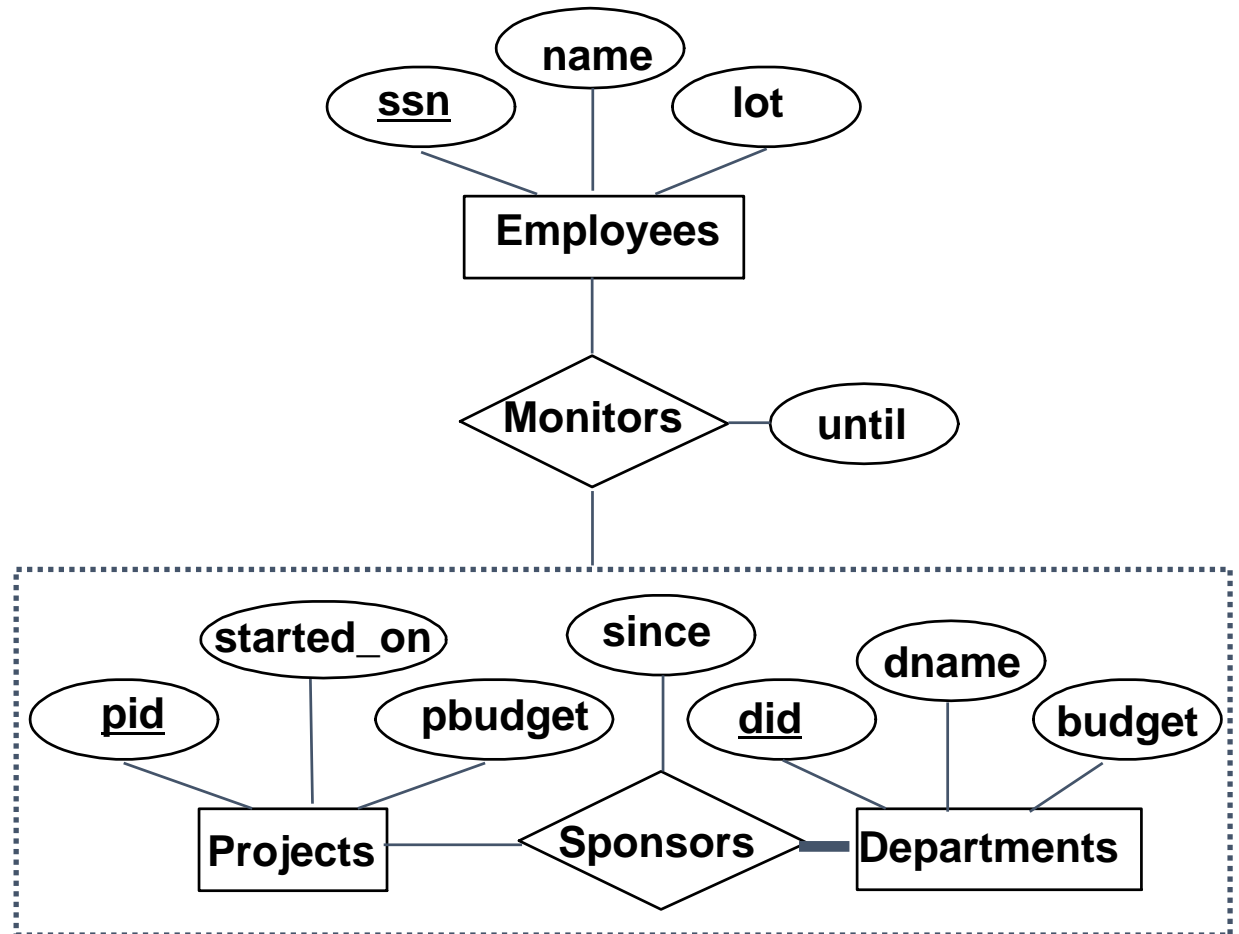 name
ssn
lot
Employees
Monitors
until
started_on
since
dname
pid
pbudget
did
budget
Projects
Sponsors
Departments